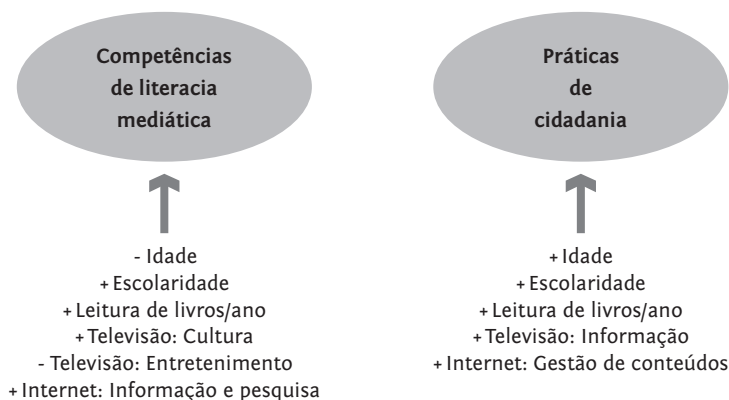 Competências
de literacia
mediática
- Idade
+ Escolaridade
+ Leitura de livros/ano
+ Televisão: Cultura
- Televisão: Entretenimento
+ Internet: Informação e pesquisa
Práticas
de
cidadania
+ Idade
+ Escolaridade
+ Leitura de livros/ano
+ Televisão: Informação
+ Internet: Gestão de conteúdos